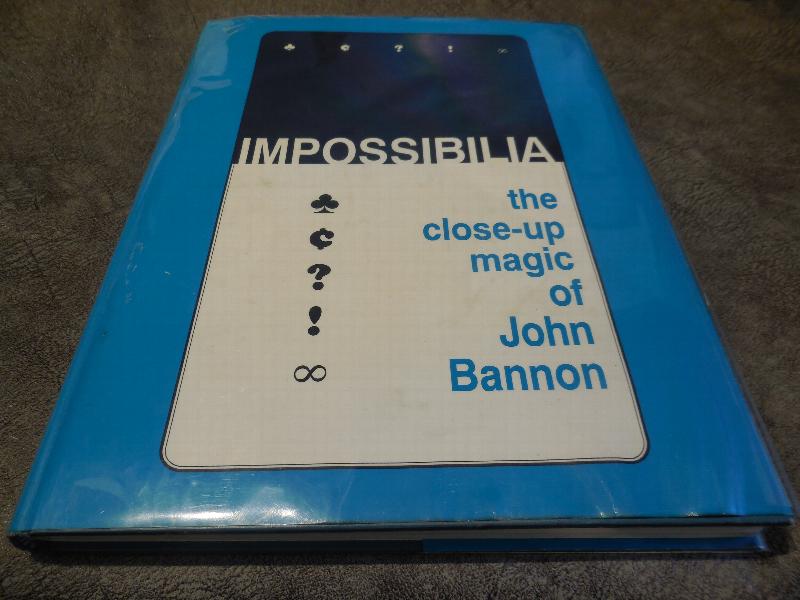 ♣ ¢ ? ! ∞
IMPOSSIBILIA
♣
¢
?
!
∞
the
close-up
magic
of
John
Bannon